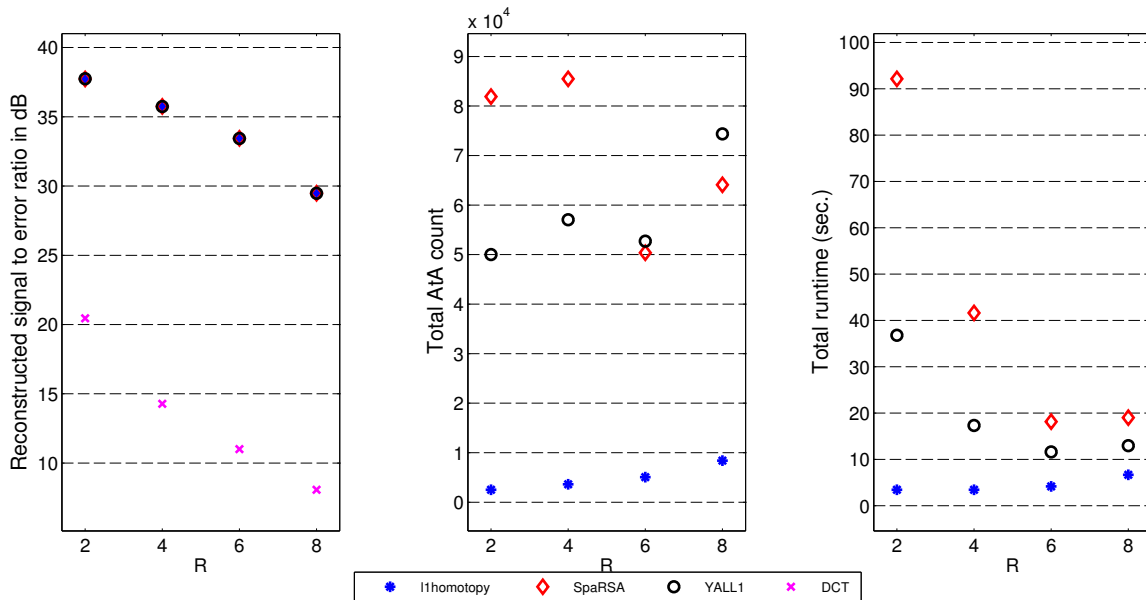 Reconstructed signal to error ratio in dB
40
35
30
25
20
15
10
2 4 6 8
R
x 10^4
Total AtA count
9
8
7
6
5
4
3
2
1
0
2 4 6 8
R
Total runtime (sec.)
100
90
80
70
60
50
40
30
20
10
0
2 4 6 8
R
l1homotopy SpaRSA YALL1 DCT